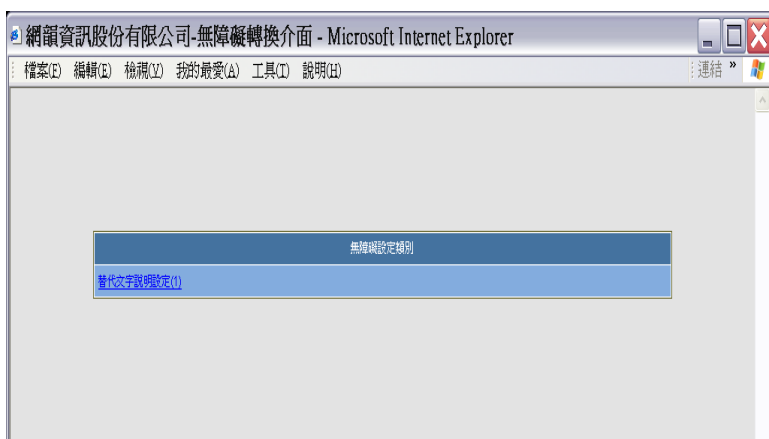 網韻資訊股份有限公司-無障礙轉換介面 - Microsoft Internet Explorer
檔案(F) 編輯(E) 檢視(V) 我的最愛(A) 工具(T) 說明(H) 連結 »
無障礙設定類別
替代文字說明設定(1)